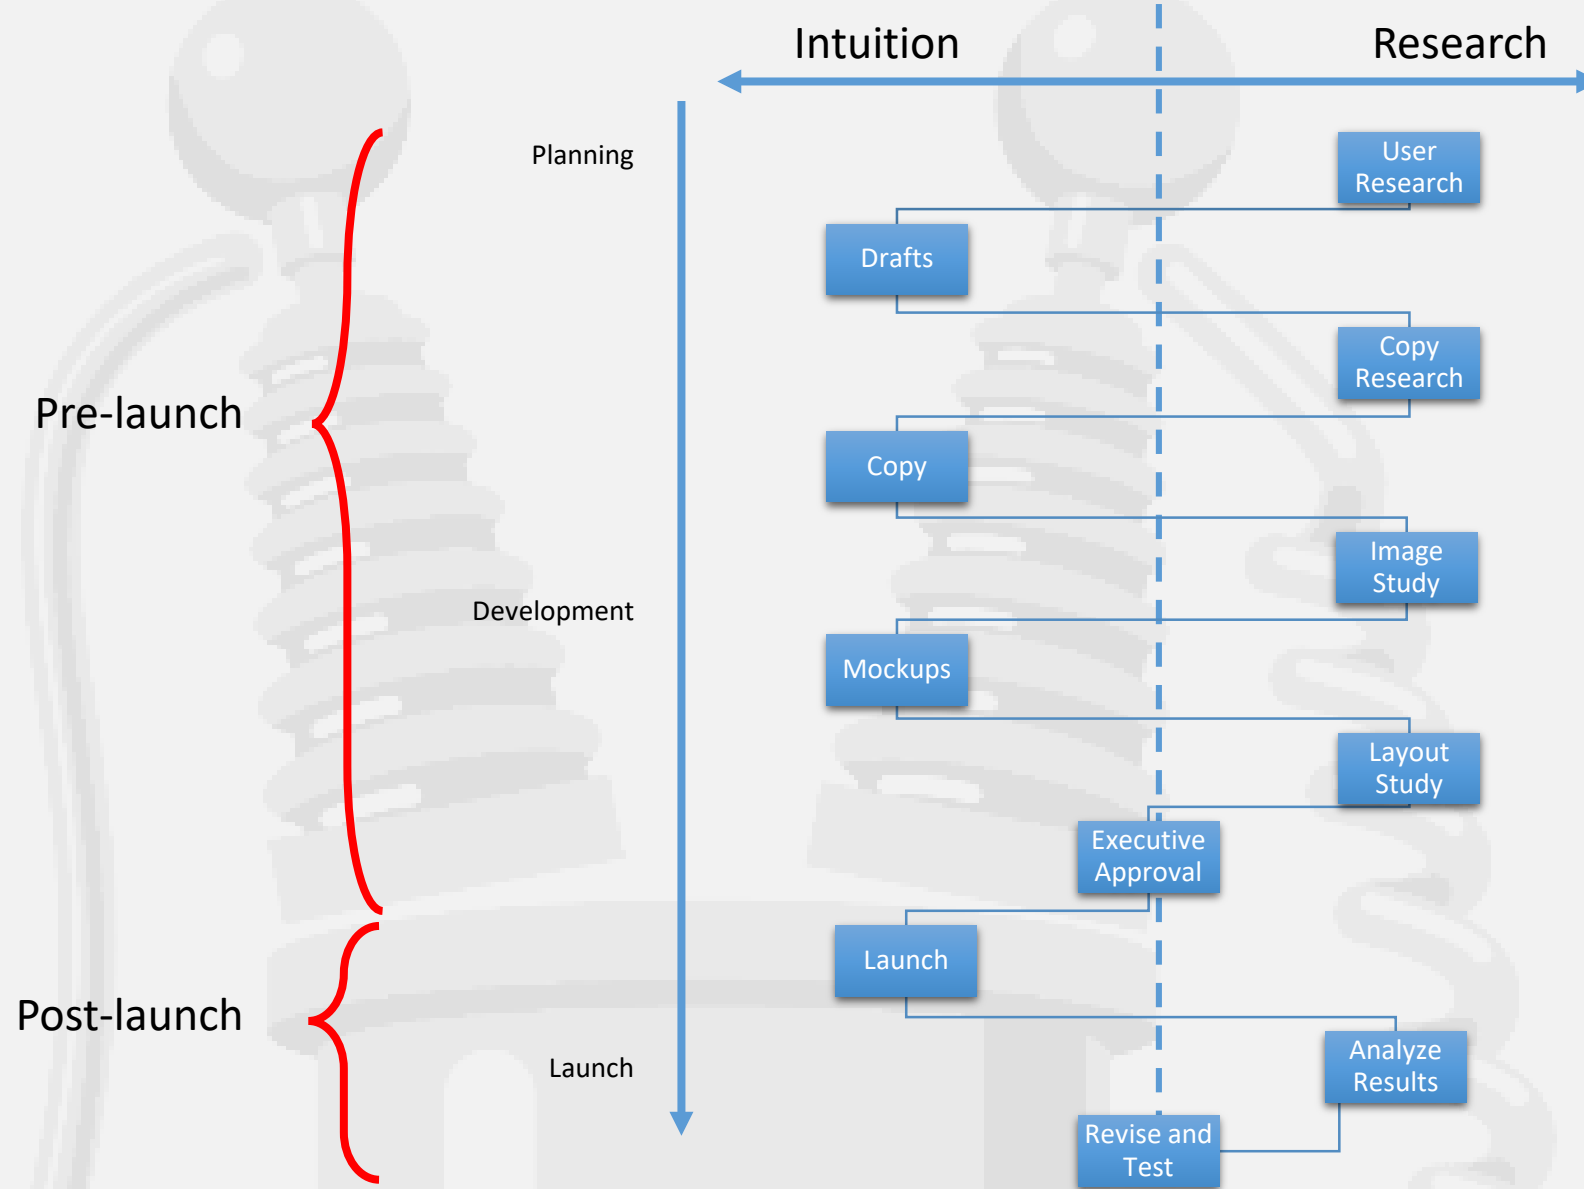 Intuition
Research
Planning
User
Research
Drafts
Copy
Research
Pre-launch
Copy
Image
Study
Development
Mockups
Layout
Study
Executive
Approval
Launch
Post-launch
Analyze
Results
Launch
Revise and
Test